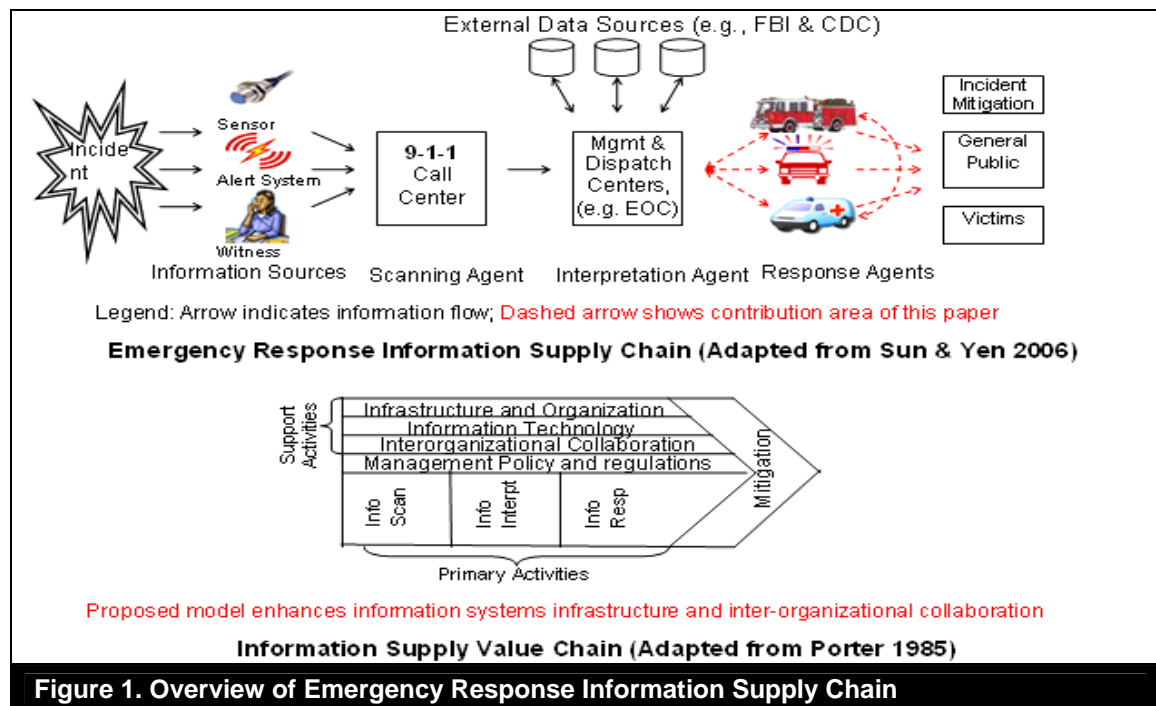 External Data Sources (e.g., FBI & CDC)
Incide
nt
Sensor
Alert System
Witness
9-1-1
Call
Center
Mgmt &
Dispatch
Centers,
(e.g. EOC)
Incident
Mitigation
General
Public
Victims
Information Sources
Scanning Agent
Interpretation Agent
Response Agents
Legend: Arrow indicates information flow; Dashed arrow shows contribution area of this paper
Emergency Response Information Supply Chain (Adapted from Sun & Yen 2006)
Support
Activities
Infrastructure and Organization
Information Technology
Interorganizational Collaboration
Management Policy and regulations
Info
Scan
Info
Interpt
Info
Resp
Mitigation
Primary Activities
Proposed model enhances information systems infrastructure and inter-organizational collaboration
Information Supply Value Chain (Adapted from Porter 1985)
Figure 1. Overview of Emergency Response Information Supply Chain